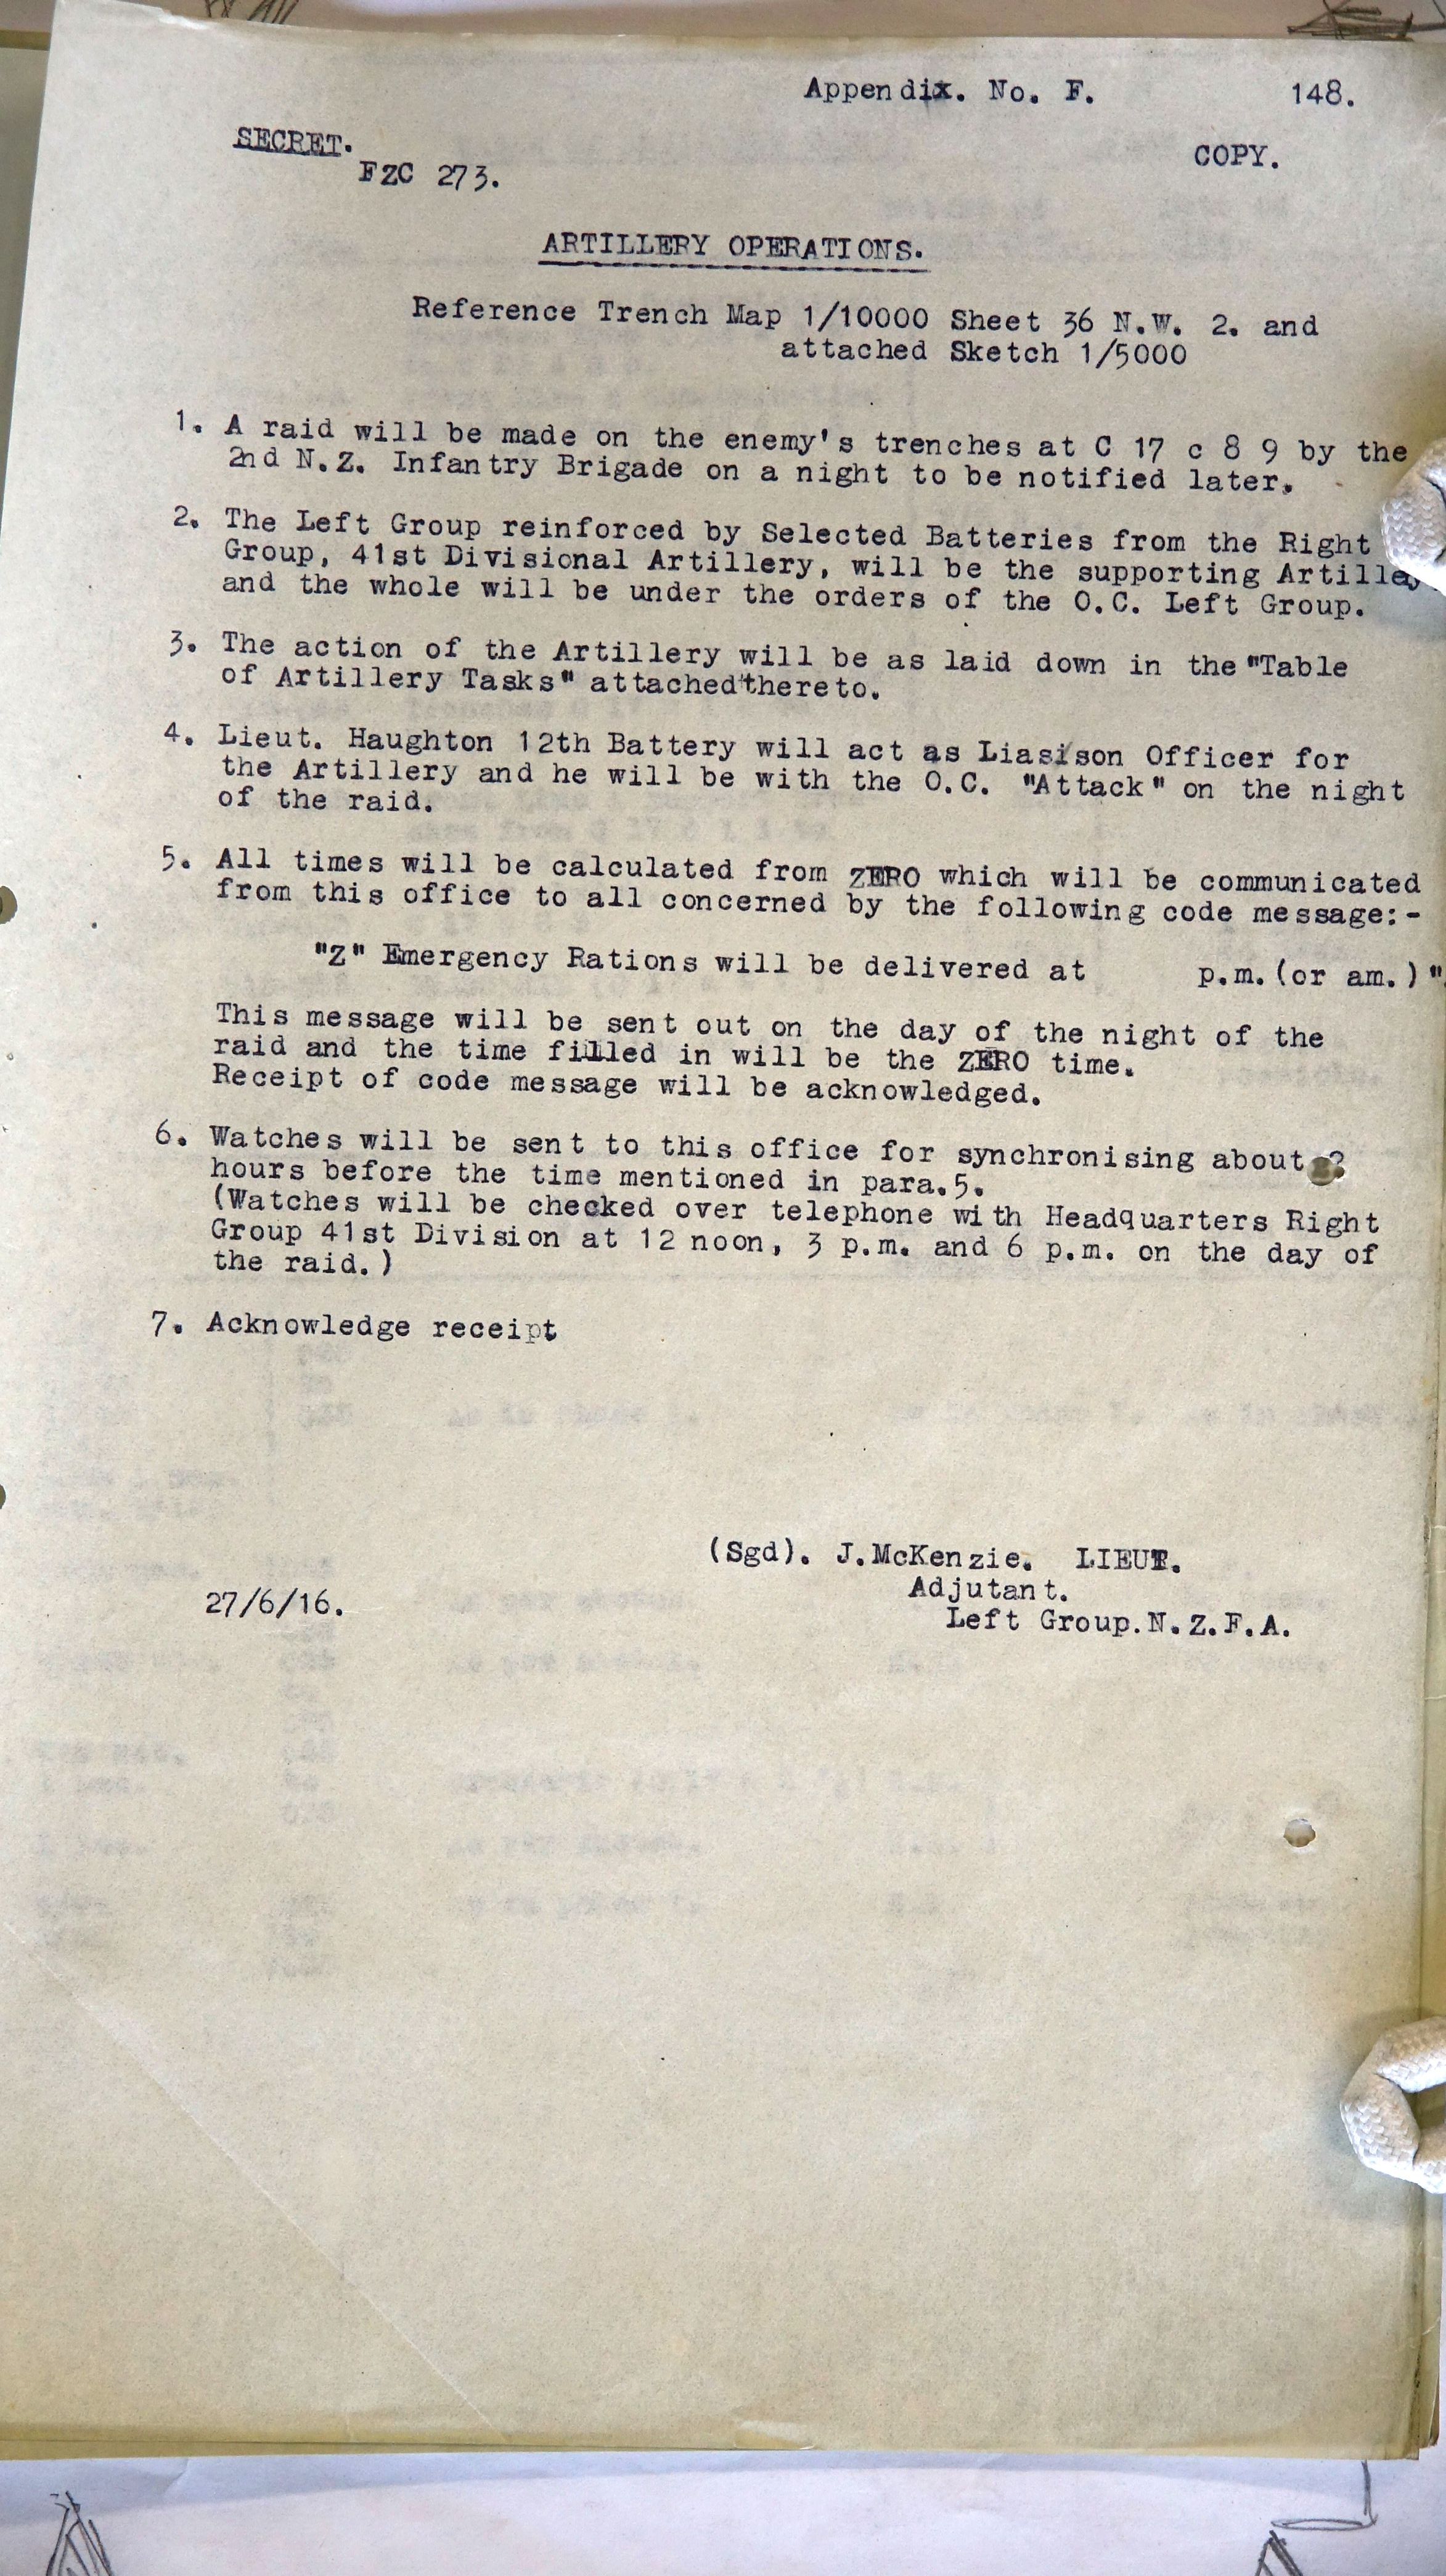 Appendix. No. F. 148.
SECRET. COPY.
FZC 273.
ARTILLERY OPERATIONS.
Reference Trench Map 1/10000 Sheet 36 N.W. 2. and
attached Sketch 1/5000
1. A raid will be made on the enemy's trenches at C 17 c 8 9 by the
2nd N.Z. Infantry Brigade on a night to be notified later.
2. The Left Group reinforced by Selected Batteries from the Right
Group, 41st Divisional Artillery, will be the supporting
and the whole will be under the orders of the O.C. Left Group.
3. The action of the Artillery will be as laid down in the "Table
of Artillery Tasks" attached thereto.
4. Lieut. Haughton 12th Battery will act as Liasison Officer for
the Artillery and he will be with the O.C. "Attack" on the night
of the raid.
5. All times will be calculated from ZERO which will be communicated
from this office to all concerned by the following code message:-
"Z" Emergency Rations will be delivered at p.m.(or am.)".
This message will be sent out on the day of the night of the
raid and the time filled in will be the ZERO time.
Receipt of code message will be acknowledged.
6. Watches will be sent to this office for synchronising about
hours before the time mentioned in para.5.
(Watches will be checked over telephone with Headquarters Right
Group 41st Division at 12 noon, 3 p.m. and 6 p.m. on the day of
the raid.)
7. Acknowledge receipt
(Sgd). J.McKenzie. LIEUT.
Adjutant.
27/6/16.
Left Group.N.Z.F.A.